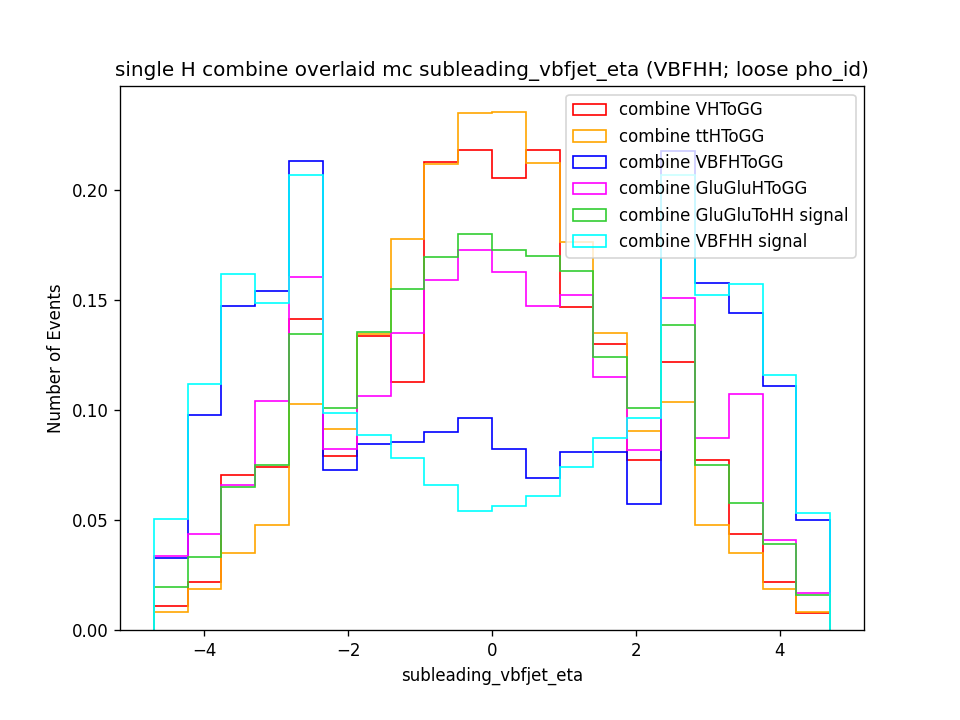 single H combine overlaid mc subleading_vbfjet_eta (VBFHH; loose pho_id)
combine VHToGG
combine ttHToGG
combine VBFHToGG
combine GluGluHToGG
combine GluGluToHH signal
combine VBFHH signal
Number of Events
0.20
0.15
0.10
0.05
0.00
−4
−2
0
2
4
subleading_vbfjet_eta